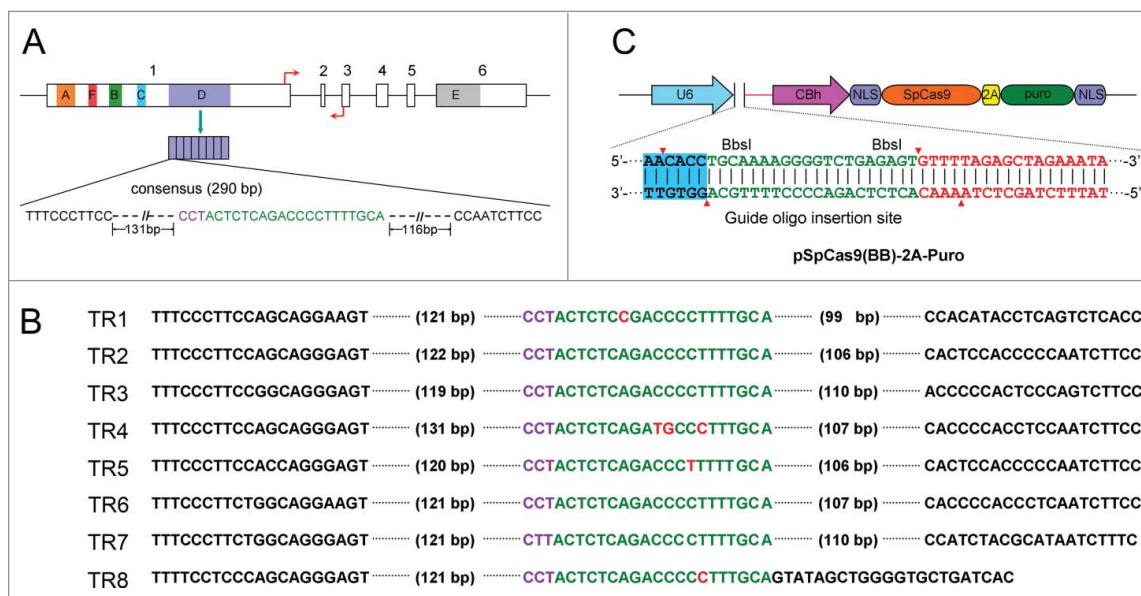 A
1 2 3 4 5 6
A F B C D E
consensus (290 bp)
TTTCCCTTCC CCTACTCTCAGACCCCTTTTGCA CCAATCTTCC
131bp 116bp
C
U6 CBh NLS SpCas9 2A puro NLS
BbsI BbsI
5'- AACACCTGCAAAAGGGGTCTGAGAGTGTTTTAGAGCTAGAAATA -3'
3'- TTGTGGACGTTTTCCCCAGACTCTCACAAAATCTCGATCTTTAT -5'
Guide oligo insertion site
pSpCas9(BB)-2A-Puro
B
TR1 TTTCCCTTCCAGCAGGAAGT (121 bp) CCTACTCTCCGACCCCTTTTGCA (99 bp) CCACATACCTCAGTCTCACC
TR2 TTTCCCTTCCAGCAGGGAGT (122 bp) CCTACTCTCAGACCCCTTTTGCA (106 bp) CACTCCACCCCCAATCTTCC
TR3 TTTCCCTTCCGGCAGGGAGT (119 bp) CCTACTCTCAGACCCCTTTTGCA (110 bp) ACCCCCACTCCCAGTCTTCC
TR4 TTTCCCTTCCAGCAGGGAGT (131 bp) CCTACTCTCAGATGCCCTTTGCA (107 bp) CCCCACCACCTCCAATCTTCC
TR5 TTTCCCTTCCACCAGGGAGT (120 bp) CCTACTCTCAGACCCTTTTTGCA (106 bp) CACTCCACCCCCAATCTTCC
TR6 TTTCCCTTCTGGCAGGAAGT (121 bp) CCTACTCTCAGACCCCTTTTGCA (107 bp) CACCCCACCCTCAATCTTCC
TR7 TTTCCCTTCTGGCAGGGAGT (121 bp) CTTACTCTCAGACCCCTTTTGCA (110 bp) CCATCTACGCATAATCTTTC
TR8 TTTTCCTCCCAGCAGGGAGT (121 bp) CCTACTCTCAGACCCCCTTTGCAGTATAGCTGGGGTGCTGATCAC